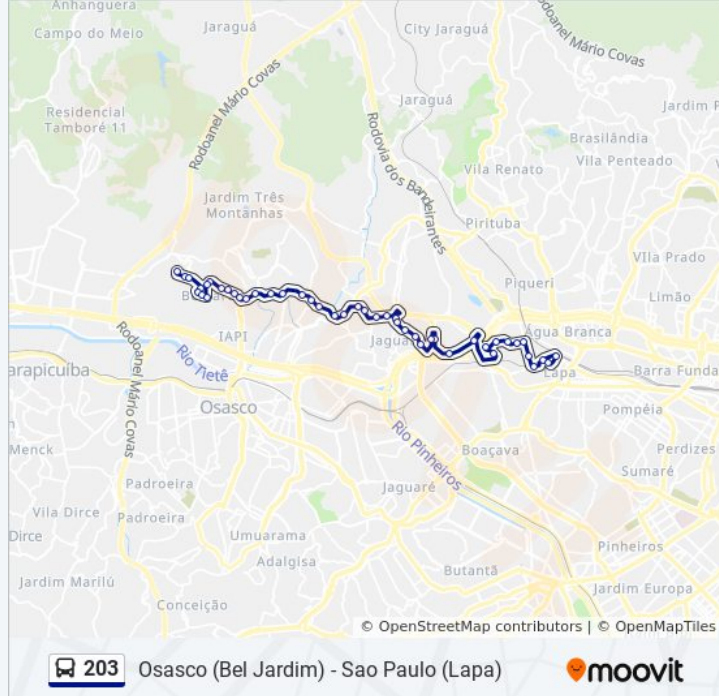 Anhanguera
Campo do Meio
Jaraguá
City Jaraguá
Rodoanel Mário Covas
Rodoanel Mário Covas
Jaraguá
Residencial
Tamboré 11
Jardim P
Rodovia dos Bandeirantes
Brasilândia
Vila Penteado
Vila Renato
Jardim Três
Montanhas
Pirituba
VIla Prado
Piqueri
Limão
IAPI
Jagua
Água Branca
Lapa
Barra Funda
Rodoanel Mário Covas
Rio Tietê
arapicuíba
Osasco
Pompéia
Rio Pinheiros
Menck
Boaçava
Perdizes
Sumaré
Padroeira
Jaguaré
Vila Dirce
Padroeira
Dirce
Umuarama
Adalgisa
Pinheiros
Butantã
Jardim Marilú
Jardim Europa
Conceição
© OpenStreetMap contributors | © OpenMapTiles
203 Osasco (Bel Jardim) - Sao Paulo (Lapa)
moovit